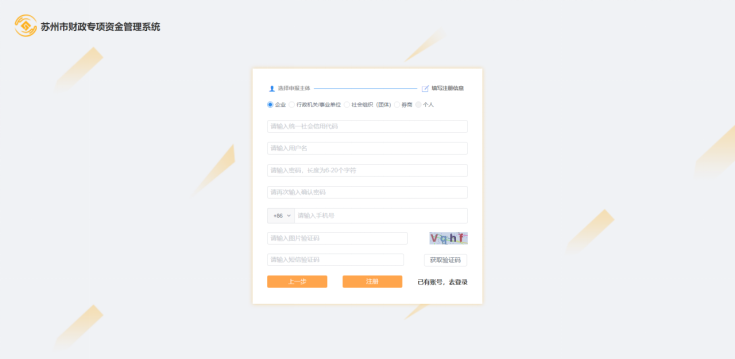 苏州市财政专项资金管理系统
选择申报主体 填写注册信息
企业 行政机关/事业单位 社会组织（团体） 香港 个人
请输入统一社会信用代码
请输入用户名
请输入密码，长度为6-20个字符
请再次输入确认密码
+86 请输入手机号
请输入图片验证码 VqhT
请输入短信验证码 获取验证码
上一步 注册 已有账号，去登录